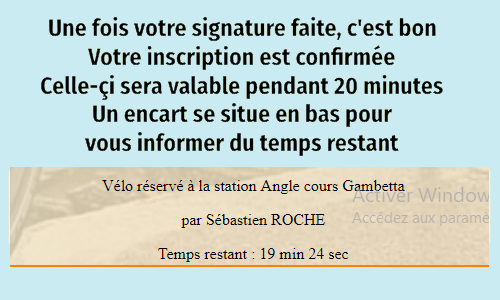 Une fois votre signature faite, c'est bon
Votre inscription est confirmée
Celle-çi sera valable pendant 20 minutes
Un encart se situe en bas pour
vous informer du temps restant
Vélo réservé à la station Angle cours Gambetta
Activer Window
par Sébastien ROCHE
Accédez aux paramè
Temps restant : 19 min 24 sec